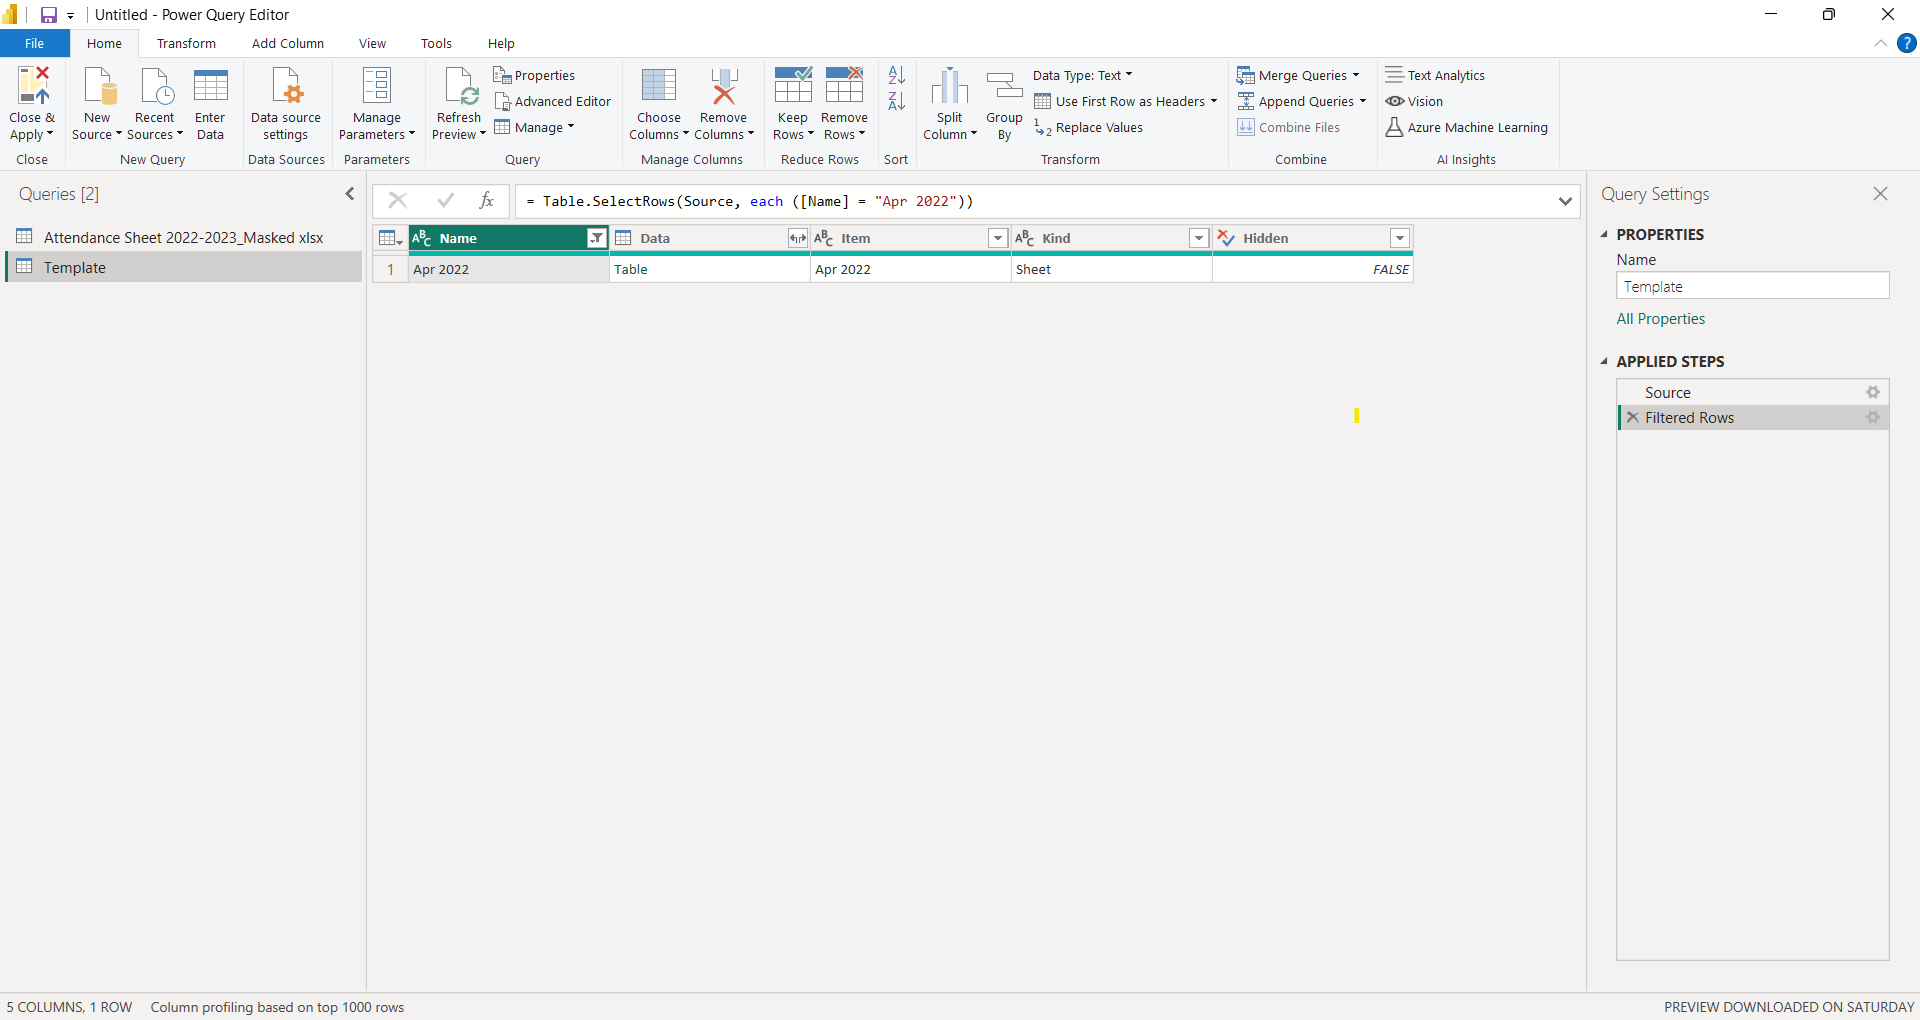 Untitled - Power Query Editor
File Home Transform Add Column View Tools Help
?
Close & Apply
Close
New Source
Recent Sources
Enter Data
New Query
Data source settings
Data Sources
Manage Parameters
Parameters
Refresh Preview
Properties
Advanced Editor
Manage
Query
Choose Columns
Remove Columns
Manage Columns
Keep Rows
Remove Rows
Reduce Rows
A
Z
Z
A
Sort
Split Column
Group By
Data Type: Text
Use First Row as Headers
1
2 Replace Values
Transform
Merge Queries
Append Queries
Combine Files
Combine
Text Analytics
Vision
Azure Machine Learning
AI Insights
Queries [2]
Attendance Sheet 2022-2023_Masked xlsx
Template
fx
= Table.SelectRows(Source, each ([Name] = "Apr 2022"))
ABC Name Data ABC Item ABC Kind Hidden
1 Apr 2022 Table Apr 2022 Sheet FALSE
Query Settings
PROPERTIES
Name
Template
All Properties
APPLIED STEPS
Source
Filtered Rows
5 COLUMNS, 1 ROW Column profiling based on top 1000 rows
PREVIEW DOWNLOADED ON SATURDAY